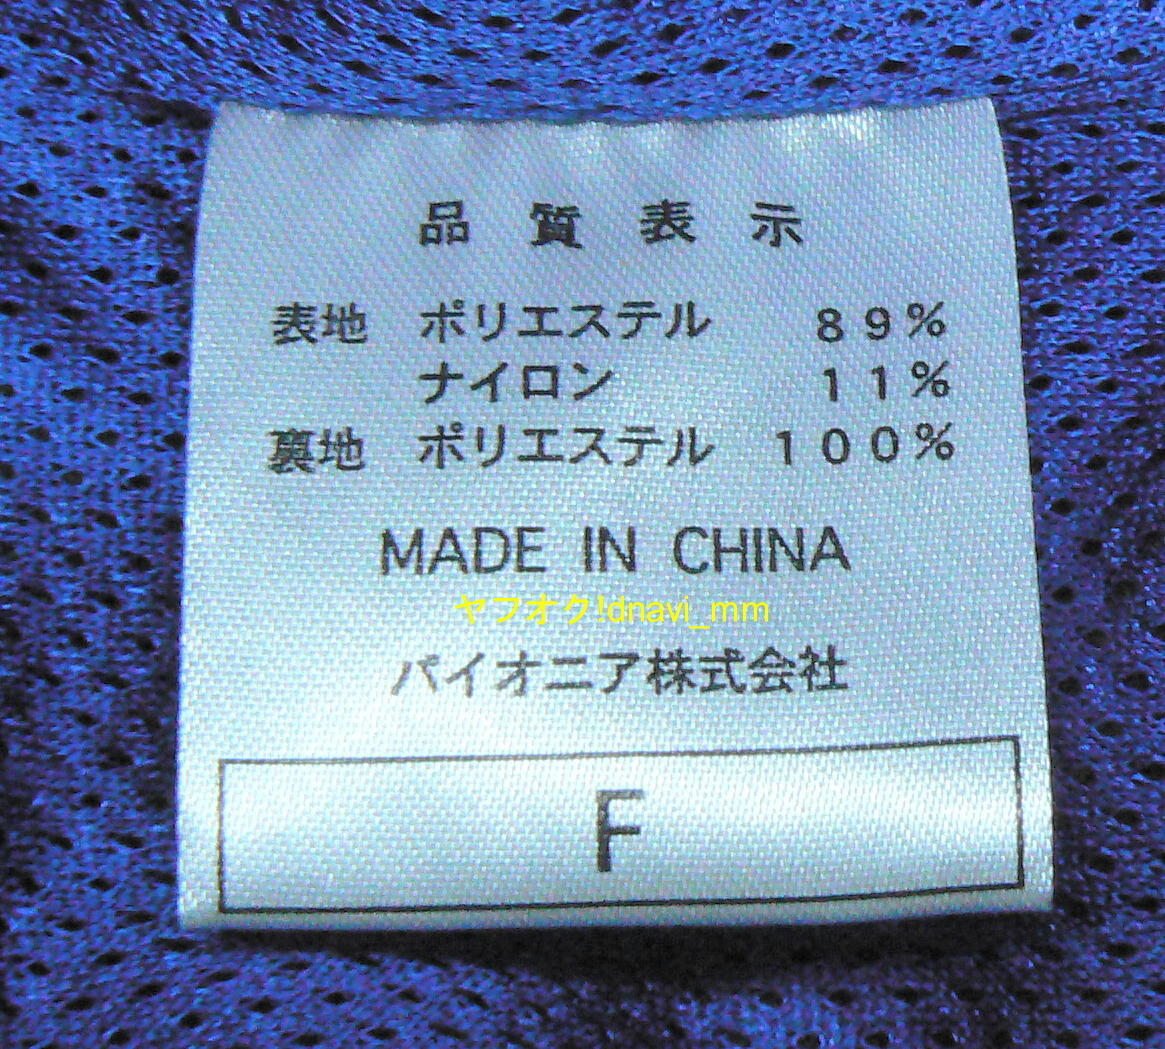 品質表示
表地 ポリエステル 89%
ナイロン 11%
裏地 ポリエステル 100%
MADE IN CHINA
ヤフオク!dnavi_mm
パイオニア株式会社
F